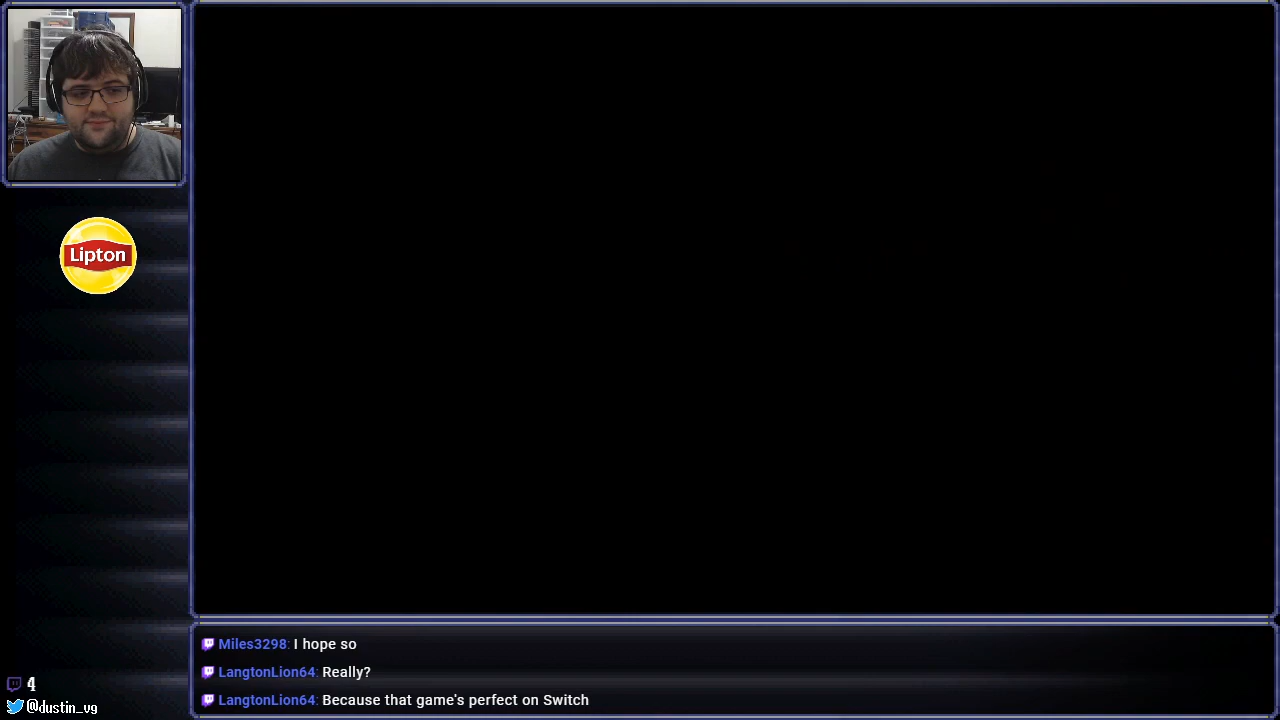 Lipton
Miles3298: I hope so
LangtonLion64: Really?
LangtonLion64: Because that game's perfect on Switch
4
@dustin_vg